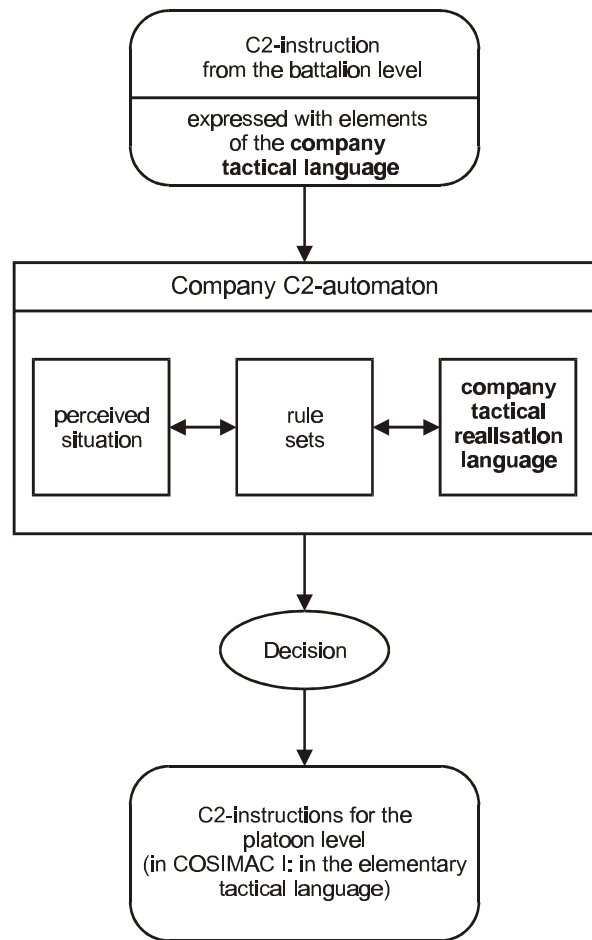 C2-instruction
from the battalion level
expressed with elements
of the company
tactical language
Company C2-automaton
perceived
situation
rule
sets
company
tactical
reallsation
language
Decision
C2-instructions for the
platoon level
(in COSIMAC I: in the elementary
tactical language)